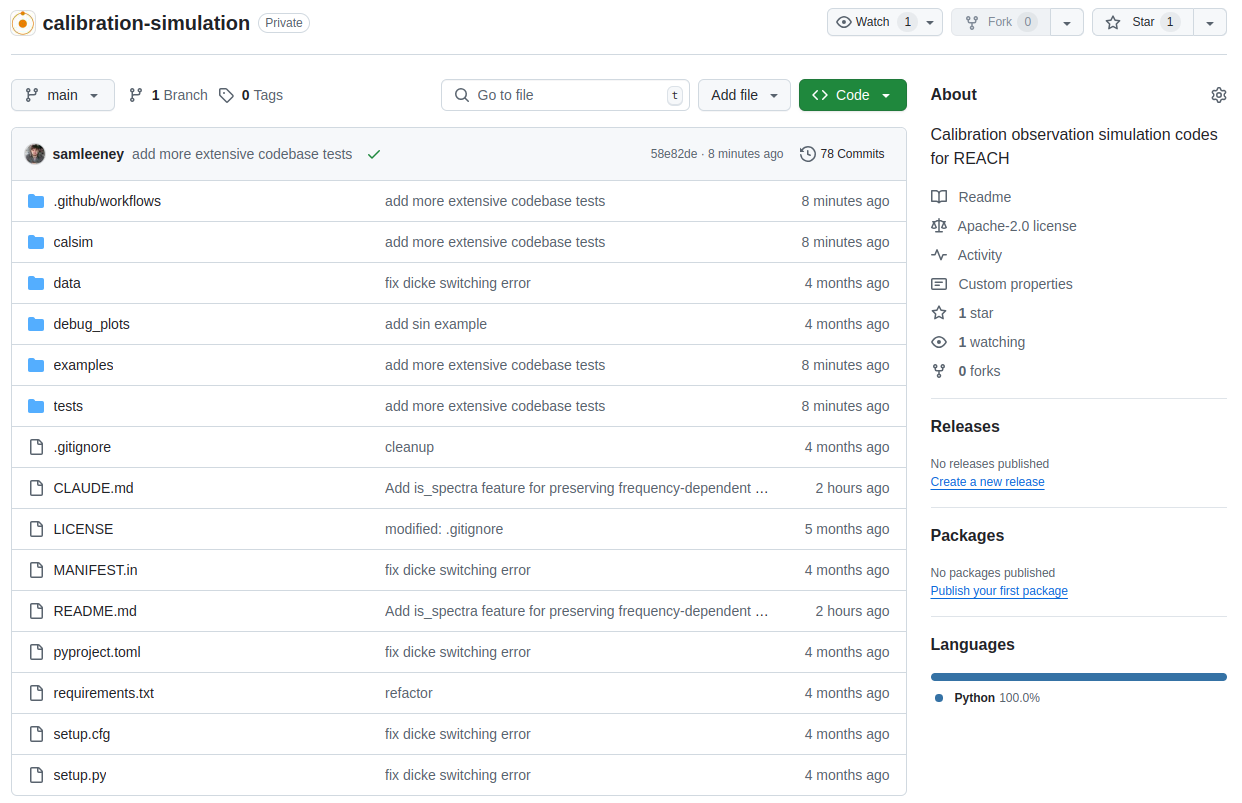 calibration-simulation Private Watch 1 Fork 0 Star 1
main 1 Branch 0 Tags Go to file t Add file Code
samleeney add more extensive codebase tests 58e82de · 8 minutes ago 78 Commits
.github/workflows add more extensive codebase tests 8 minutes ago
calsim add more extensive codebase tests 8 minutes ago
data fix dicke switching error 4 months ago
debug_plots add sin example 4 months ago
examples add more extensive codebase tests 8 minutes ago
tests add more extensive codebase tests 8 minutes ago
.gitignore cleanup 4 months ago
CLAUDE.md Add is_spectra feature for preserving frequency-dependent … 2 hours ago
LICENSE modified: .gitignore 5 months ago
MANIFEST.in fix dicke switching error 4 months ago
README.md Add is_spectra feature for preserving frequency-dependent … 2 hours ago
pyproject.toml fix dicke switching error 4 months ago
requirements.txt refactor 4 months ago
setup.cfg fix dicke switching error 4 months ago
setup.py fix dicke switching error 4 months ago
About
Calibration observation simulation codes
for REACH
Readme
Apache-2.0 license
Activity
Custom properties
1 star
1 watching
0 forks
Releases
No releases published
Create a new release
Packages
No packages published
Publish your first package
Languages
Python 100.0%